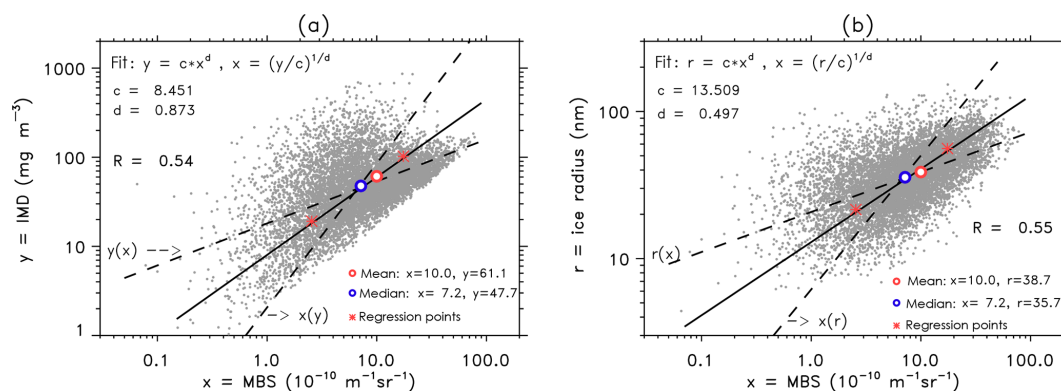 (a)
Fit: y = c*x^d , x = (y/c)^1/d
c = 8.451
d = 0.873
R = 0.54
y(x) -->
-> x(y)
Mean: x=10.0, y=61.1
Median: x= 7.2, y=47.7
Regression points
1000
100
10
1
y = IMD (mg m^-3)
0.1 1.0 10.0 100.0
x = MBS (10^-10 m^-1sr^-1)
(b)
Fit: r = c*x^d , x = (r/c)^1/d
c = 13.509
d = 0.497
R = 0.55
r(x)
-> x(r)
Mean: x=10.0, r=38.7
Median: x= 7.2, r=35.7
Regression points
100
10
r = ice radius (nm)
0.1 1.0 10.0 100.0
x = MBS (10^-10 m^-1sr^-1)